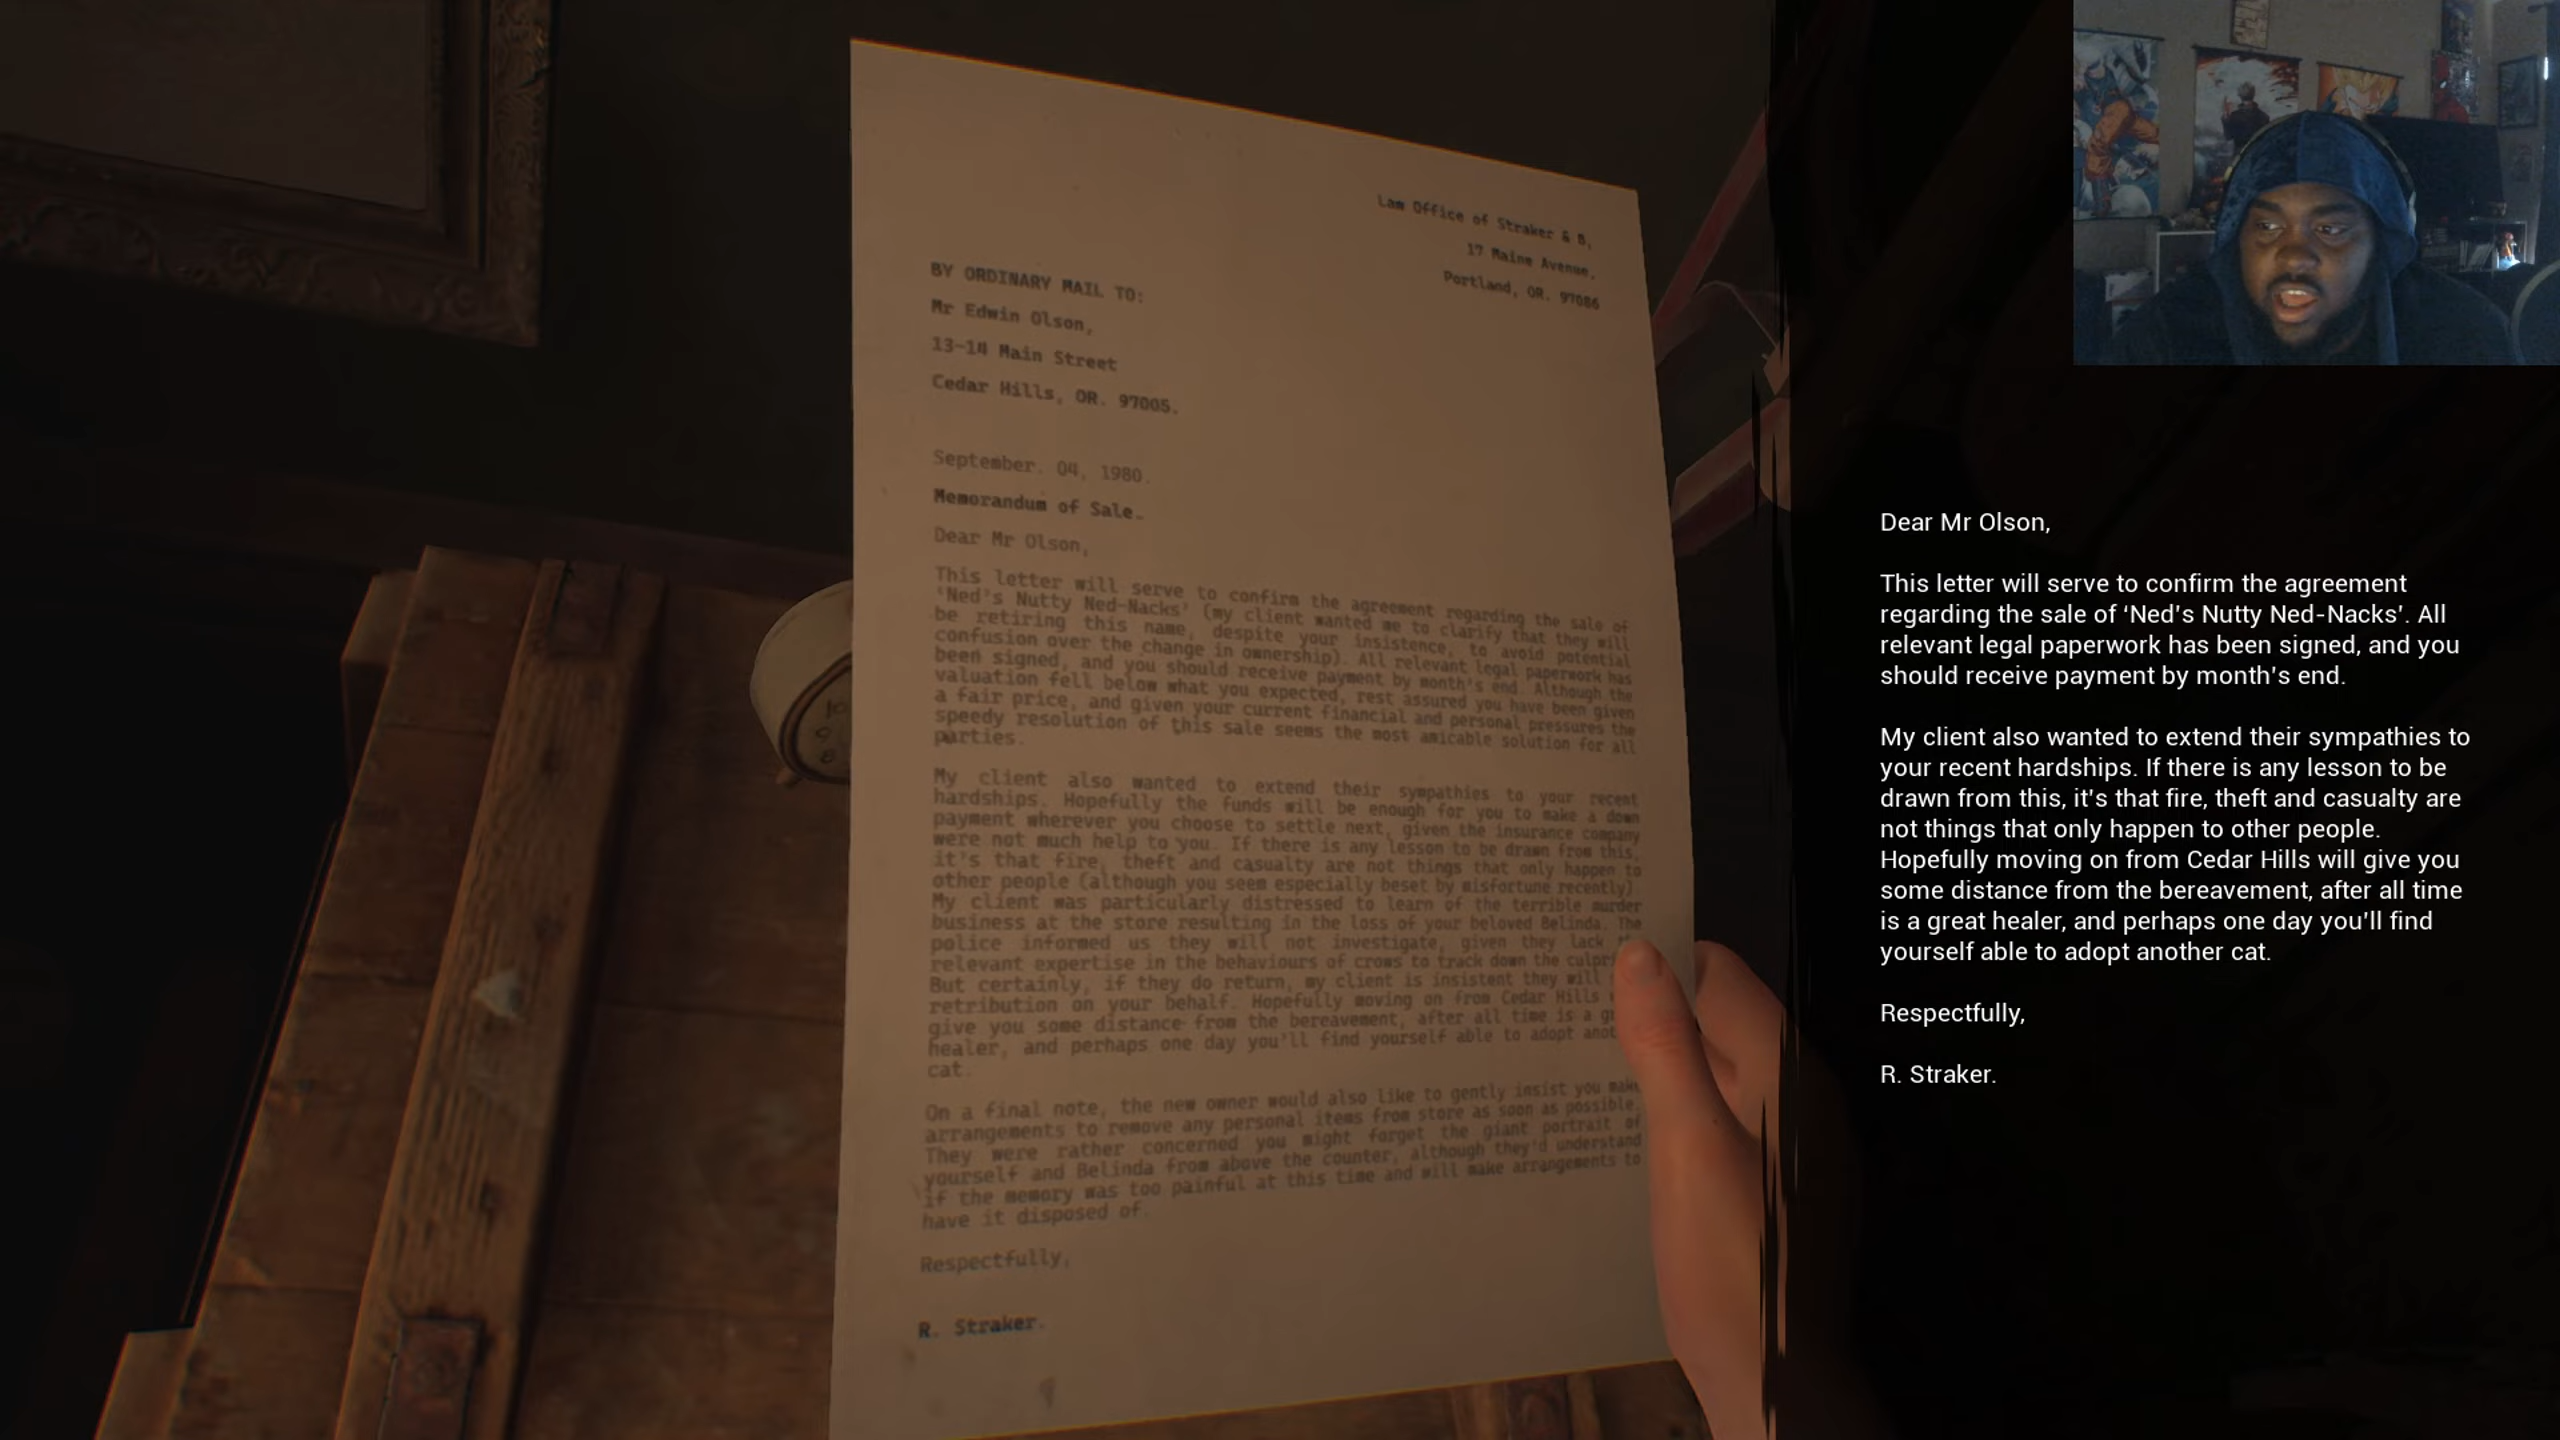 Law Office of Straker & B,
17 Maine Avenue,
Portland, OR. 97086
BY ORDINARY MAIL TO:
Mr Edwin Olson,
13-14 Main Street
Cedar Hills, OR. 97005.
September. 04, 1980.
Memorandum of Sale.
Dear Mr Olson,
This letter will serve to confirm the agreement regarding the sale of
'Ned's Nutty Ned-Nacks' (my client wanted me to clarify that they will
be retiring this name, despite your insistence, to avoid potential
confusion over the change in ownership). All relevant legal paperwork has
been signed, and you should receive payment by month's end. Although the
valuation fell below what you expected, rest assured you have been given
a fair price, and given your current financial and personal pressures the
speedy resolution of this sale seems the most amicable solution for all
parties.
My client also wanted to extend their sympathies to your recent
hardships. Hopefully the funds will be enough for you to make a down
payment wherever you choose to settle next, given the insurance company
were not much help to you. If there is any lesson to be drawn from this,
it's that fire, theft and casualty are not things that only happen to
other people (although you seem especially beset by misfortune recently).
My client was particularly distressed to learn of the terrible murder
business at the store resulting in the loss of your beloved Belinda. The
police informed us they will not investigate, given they lack
relevant expertise in the behaviours of crows to track down the
But certainly, if they do return, my client is insistent they will
retribution on your behalf. Hopefully moving on from Cedar Hills
give you some distance from the bereavement, after all time is a
healer, and perhaps one day you'll find yourself able to adopt
cat.
On a final note, the new owner would also like to gently insist you make
arrangements to remove any personal items from store as soon as possible.
They were rather concerned you might forget the giant portrait of
yourself and Belinda from above the counter, although they'd understand
if the memory was too painful at this time and will make arrangements to
have it disposed of.
Respectfully,
R. Straker.
10
9
8
Dear Mr Olson,
This letter will serve to confirm the agreement
regarding the sale of ‘Ned's Nutty Ned-Nacks’. All
relevant legal paperwork has been signed, and you
should receive payment by month's end.
My client also wanted to extend their sympathies to
your recent hardships. If there is any lesson to be
drawn from this, it's that fire, theft and casualty are
not things that only happen to other people.
Hopefully moving on from Cedar Hills will give you
some distance from the bereavement, after all time
is a great healer, and perhaps one day you'll find
yourself able to adopt another cat.
Respectfully,
R. Straker.